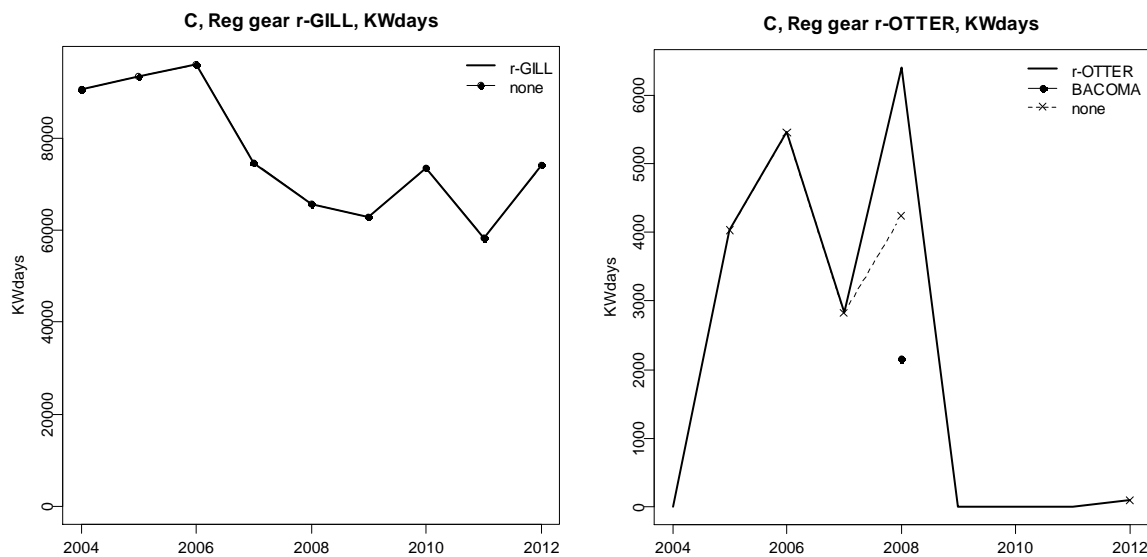 C, Reg gear r-GILL, KWdays
KWdays
0
20000
40000
60000
80000
2004
2006
2008
2010
2012
r-GILL
none
C, Reg gear r-OTTER, KWdays
KWdays
0
1000
2000
3000
4000
5000
6000
2004
2006
2008
2010
2012
r-OTTER
BACOMA
none